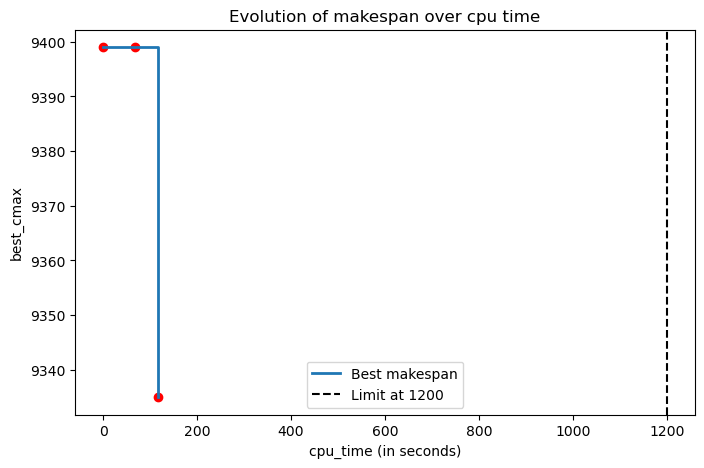 Evolution of makespan over cpu time
best_cmax
9400
9390
9380
9370
9360
9350
9340
Best makespan
Limit at 1200
0 200 400 600 800 1000 1200
cpu_time (in seconds)